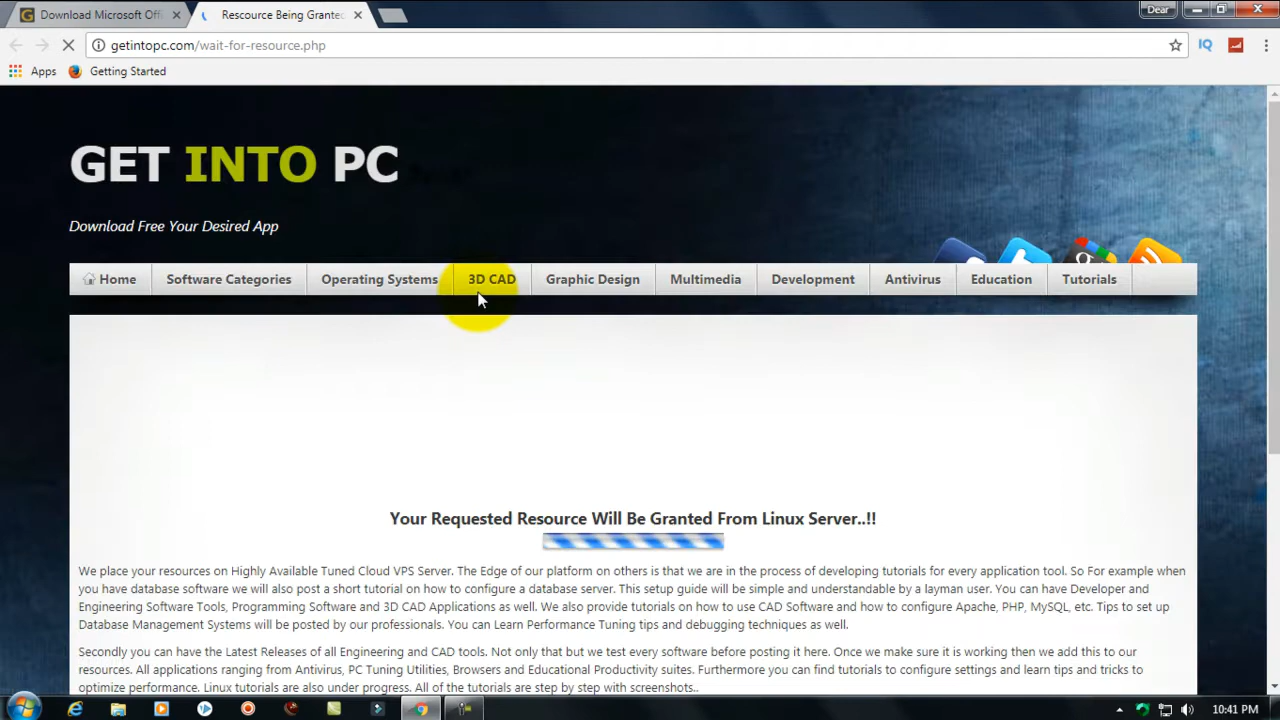 Download Microsoft Offi
Rescource Being Granted
Dear
getintopc.com/wait-for-resource.php
IQ
Apps
Getting Started
GET INTO PC
Download Free Your Desired App
Home
Software Categories
Operating Systems
3D CAD
Graphic Design
Multimedia
Development
Antivirus
Education
Tutorials
Your Requested Resource Will Be Granted From Linux Server..!!
We place your resources on Highly Available Tuned Cloud VPS Server. The Edge of our platform on others is that we are in the process of developing tutorials for every application tool. So For example when
you have database software we will also post a short tutorial on how to configure a database server. This setup guide will be simple and understandable by a layman user. You can have Developer and
Engineering Software Tools, Programming Software and 3D CAD Applications as well. We also provide tutorials on how to use CAD Software and how to configure Apache, PHP, MySQL, etc. Tips to set up
Database Management Systems will be posted by our professionals. You can Learn Performance Tuning tips and debugging techniques as well.
Secondly you can have the Latest Releases of all Engineering and CAD tools. Not only that but we test every software before posting it here. Once we make sure it is working then we add this to our
resources. All applications ranging from Antivirus, PC Tuning Utilities, Browsers and Educational Productivity suites. Furthermore you can find tutorials to configure settings and learn tips and tricks to
optimize performance. Linux tutorials are also under progress. All of the tutorials are step by step with screenshots..
10:41 PM